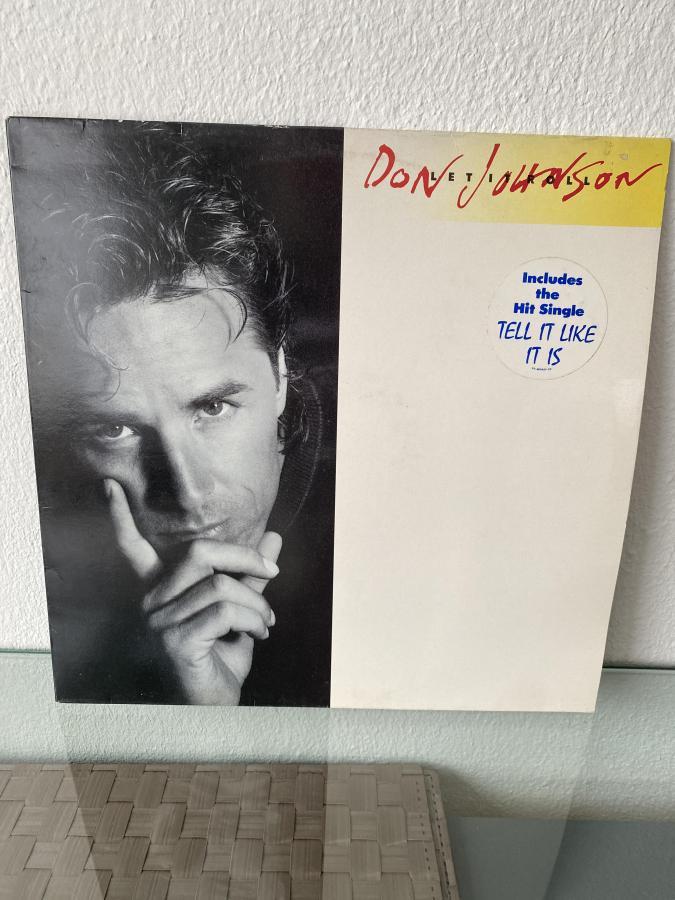 DON JOHNSON
LET IT ROLL
Includes
the
Hit Single
TELL IT LIKE
IT IS